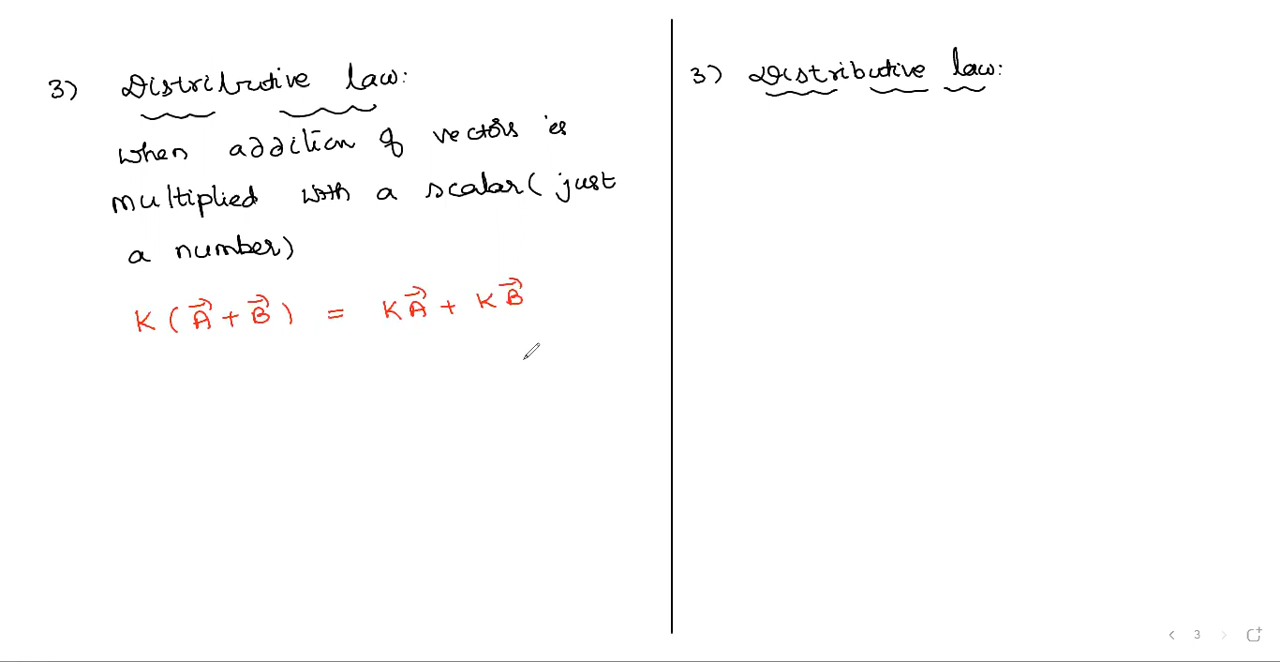 3) Distributive law:
when addition of vectors is
multiplied with a scalar (just
a number)
K(A⃗ + B⃗) = KA⃗ + KB⃗
3) Distributive law:
< 3 >